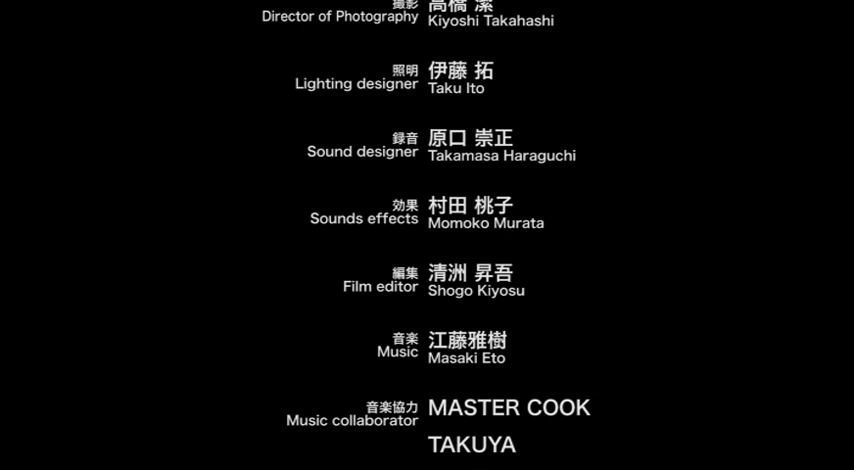 撮影 高橋 潔
Director of Photography Kiyoshi Takahashi
照明 伊藤 拓
Lighting designer Taku Ito
録音 原口 崇正
Sound designer Takamasa Haraguchi
効果 村田 桃子
Sounds effects Momoko Murata
編集 清洲 昇吾
Film editor Shogo Kiyosu
音楽 江藤雅樹
Music Masaki Eto
音楽協力 MASTER COOK
Music collaborator
TAKUYA